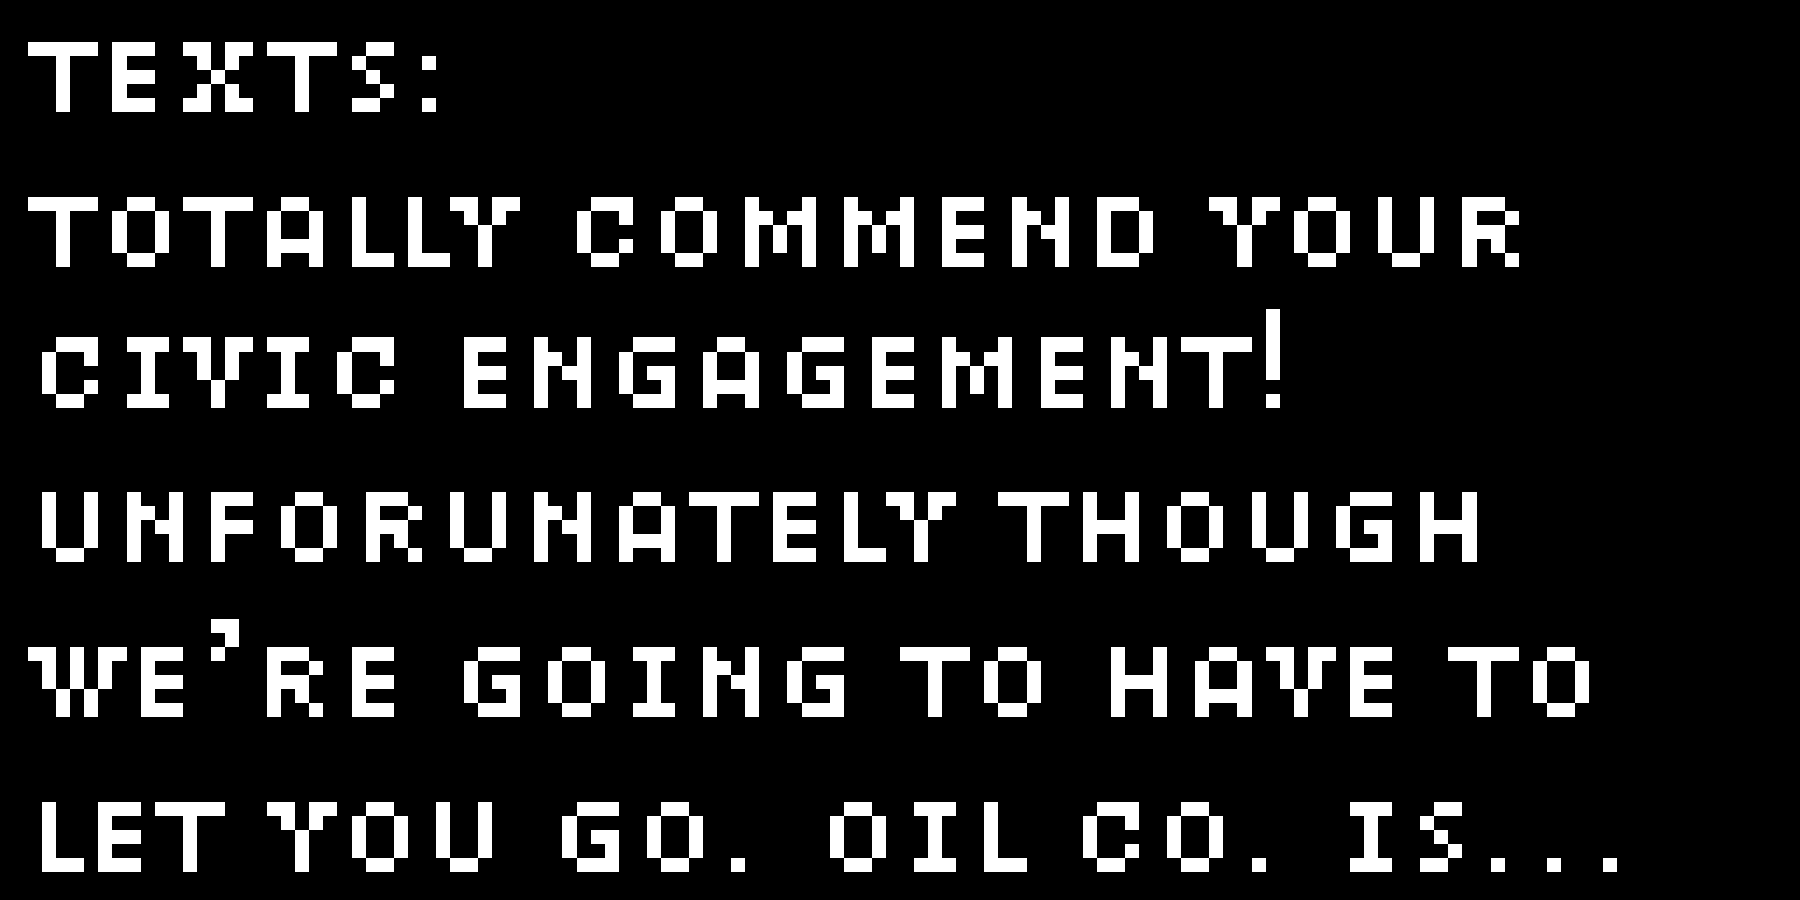 TEXTS:
TOTALLY COMMEND YOUR
CIVIC ENGAGEMENT!
UNFORUNATELY THOUGH
WE’RE GOING TO HAVE TO
LET YOU GO. OIL CO. IS...